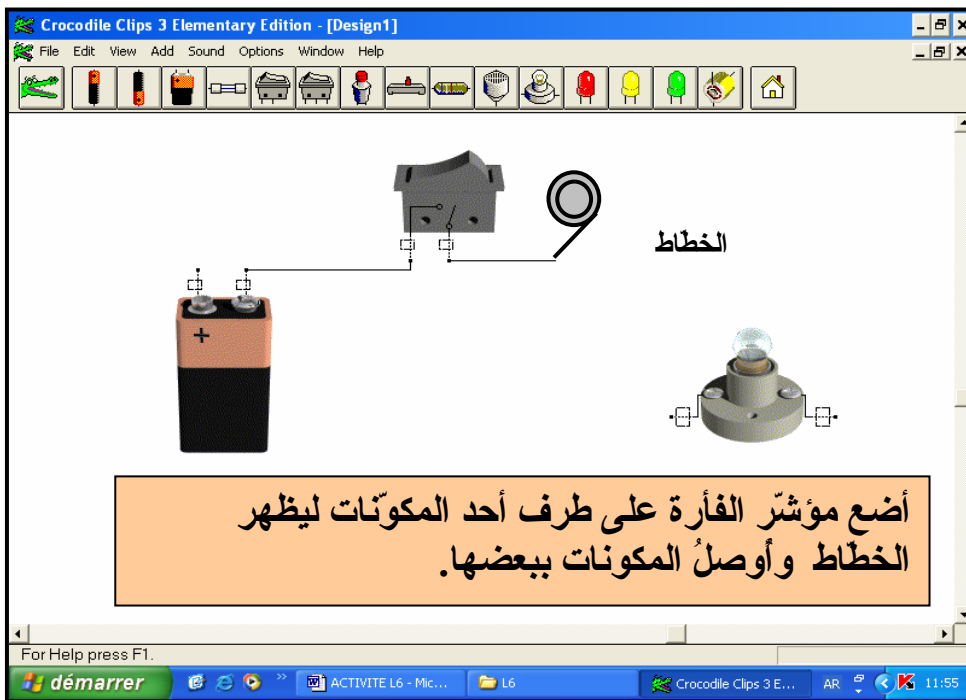 Crocodile Clips 3 Elementary Edition - [Design1]
File Edit View Add Sound Options Window Help
الخطّاط
+
أضع مؤشّر الفأرة على طرف أحد المكوّنات ليظهر
الخطّاط وأوصلُ المكونات ببعضها.
For Help press F1.
démarrer
ACTIVITE L6 - Mic...
L6
Crocodile Clips 3 E...
AR
11:55